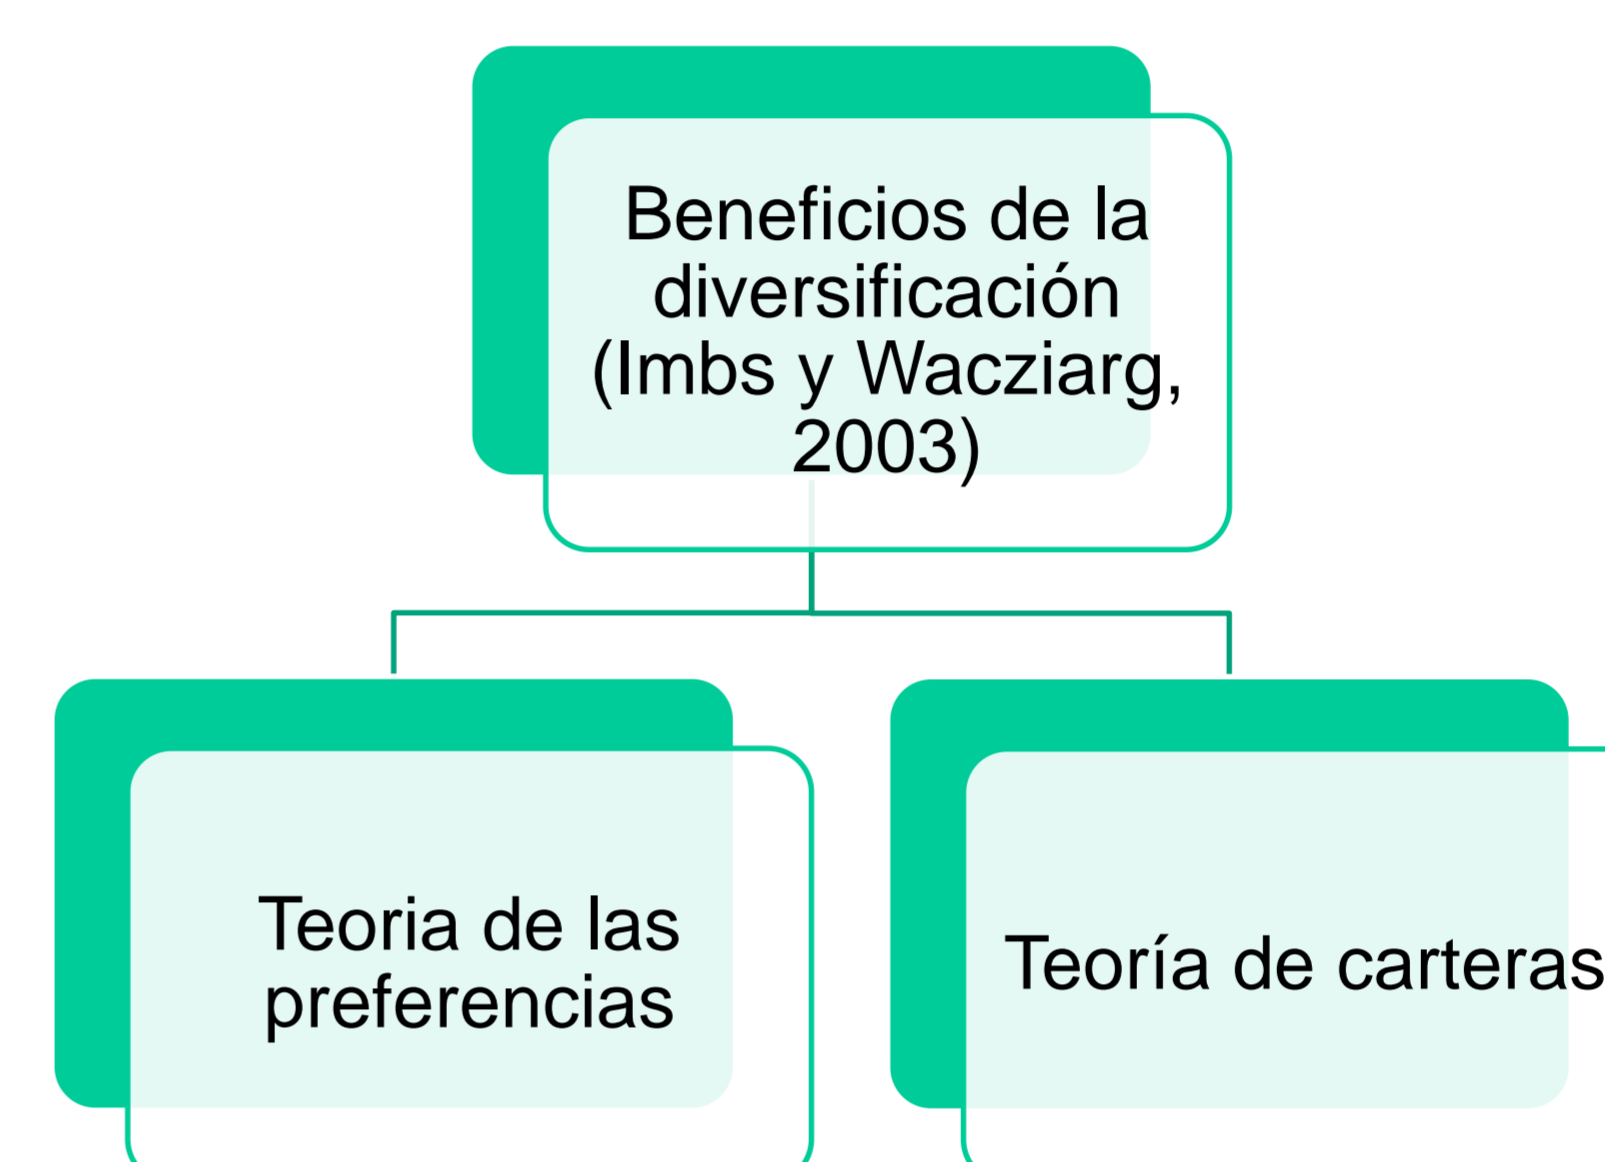 Beneficios de la
diversificación
(Imbs y Wacziarg,
2003)
Teoria de las
preferencias
Teoría de carteras